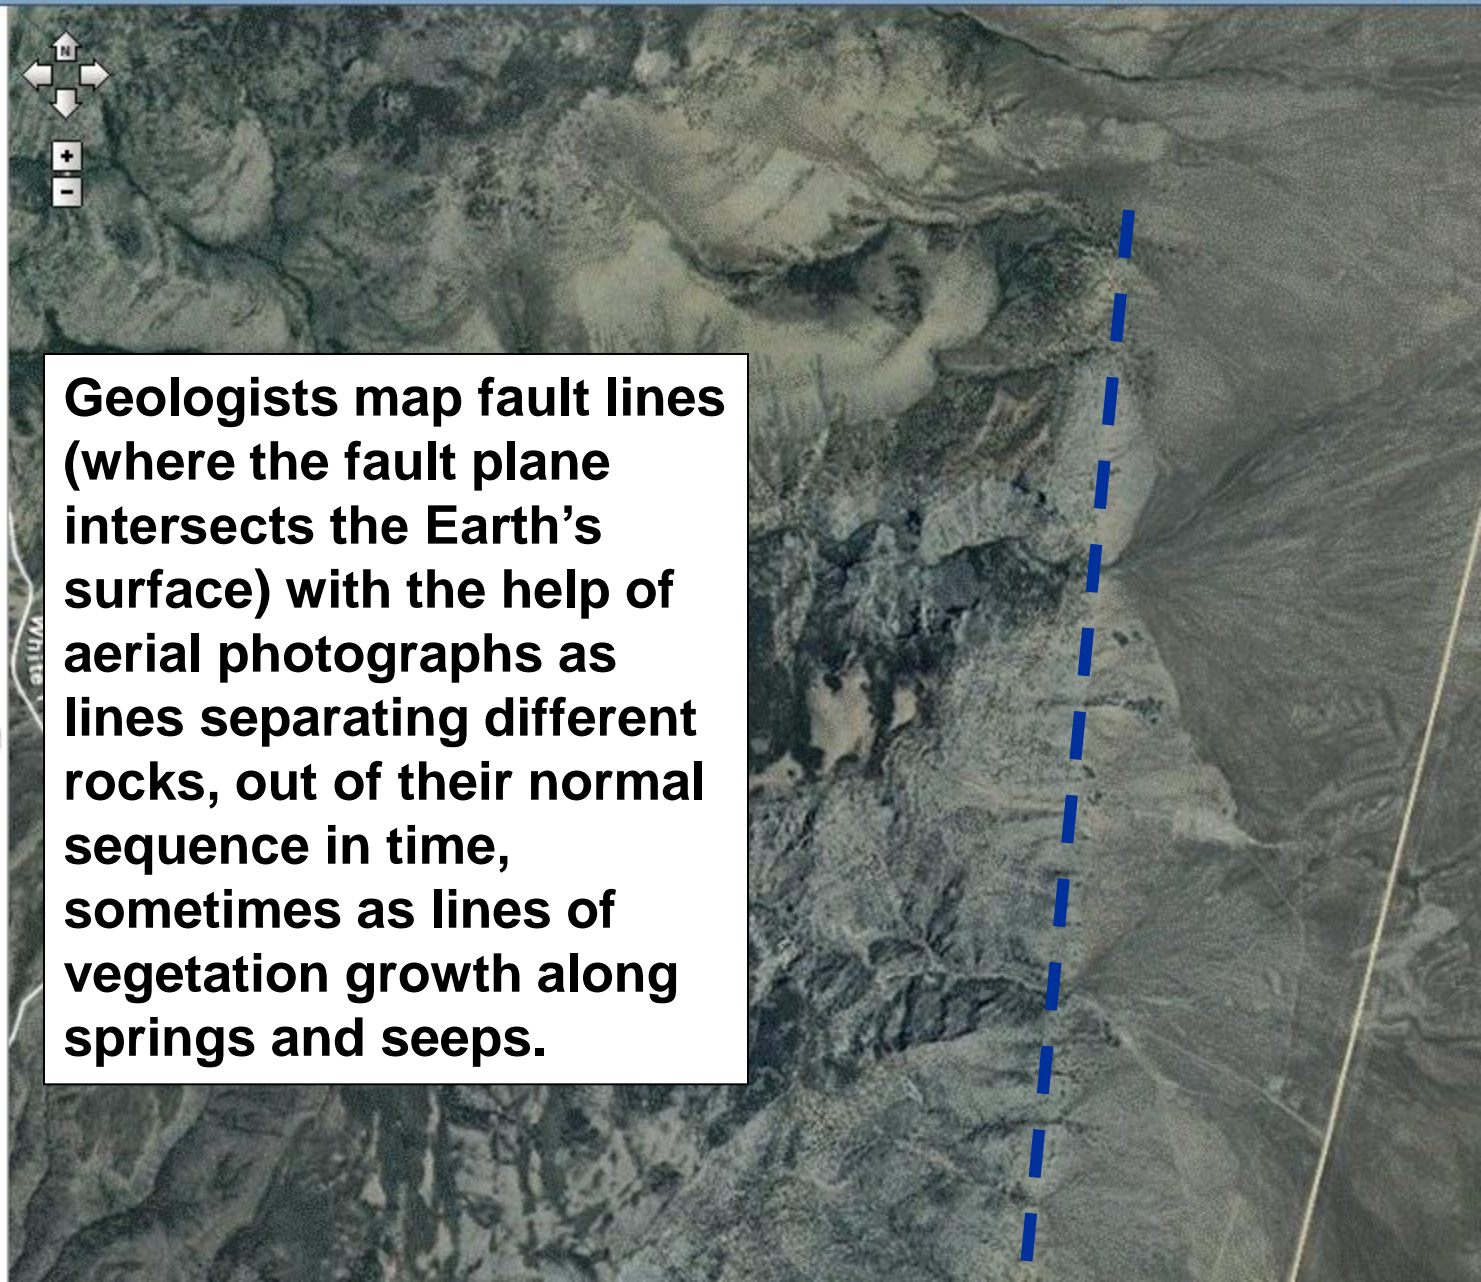 N
+
-
Geologists map fault lines
(where the fault plane
intersects the Earth’s
surface) with the help of
aerial photographs as
lines separating different
rocks, out of their normal
sequence in time,
sometimes as lines of
vegetation growth along
springs and seeps.
White